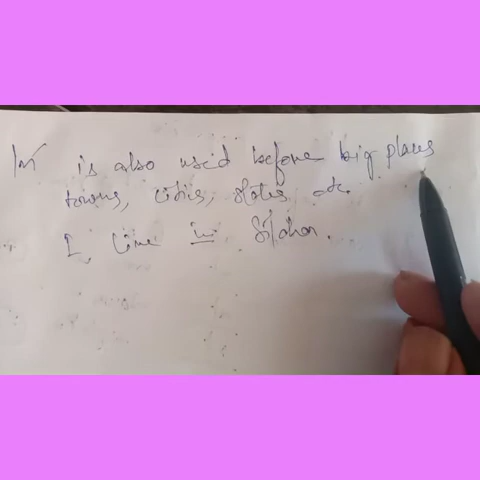 In is also used before big places
towns, cities, states etc.
I live in